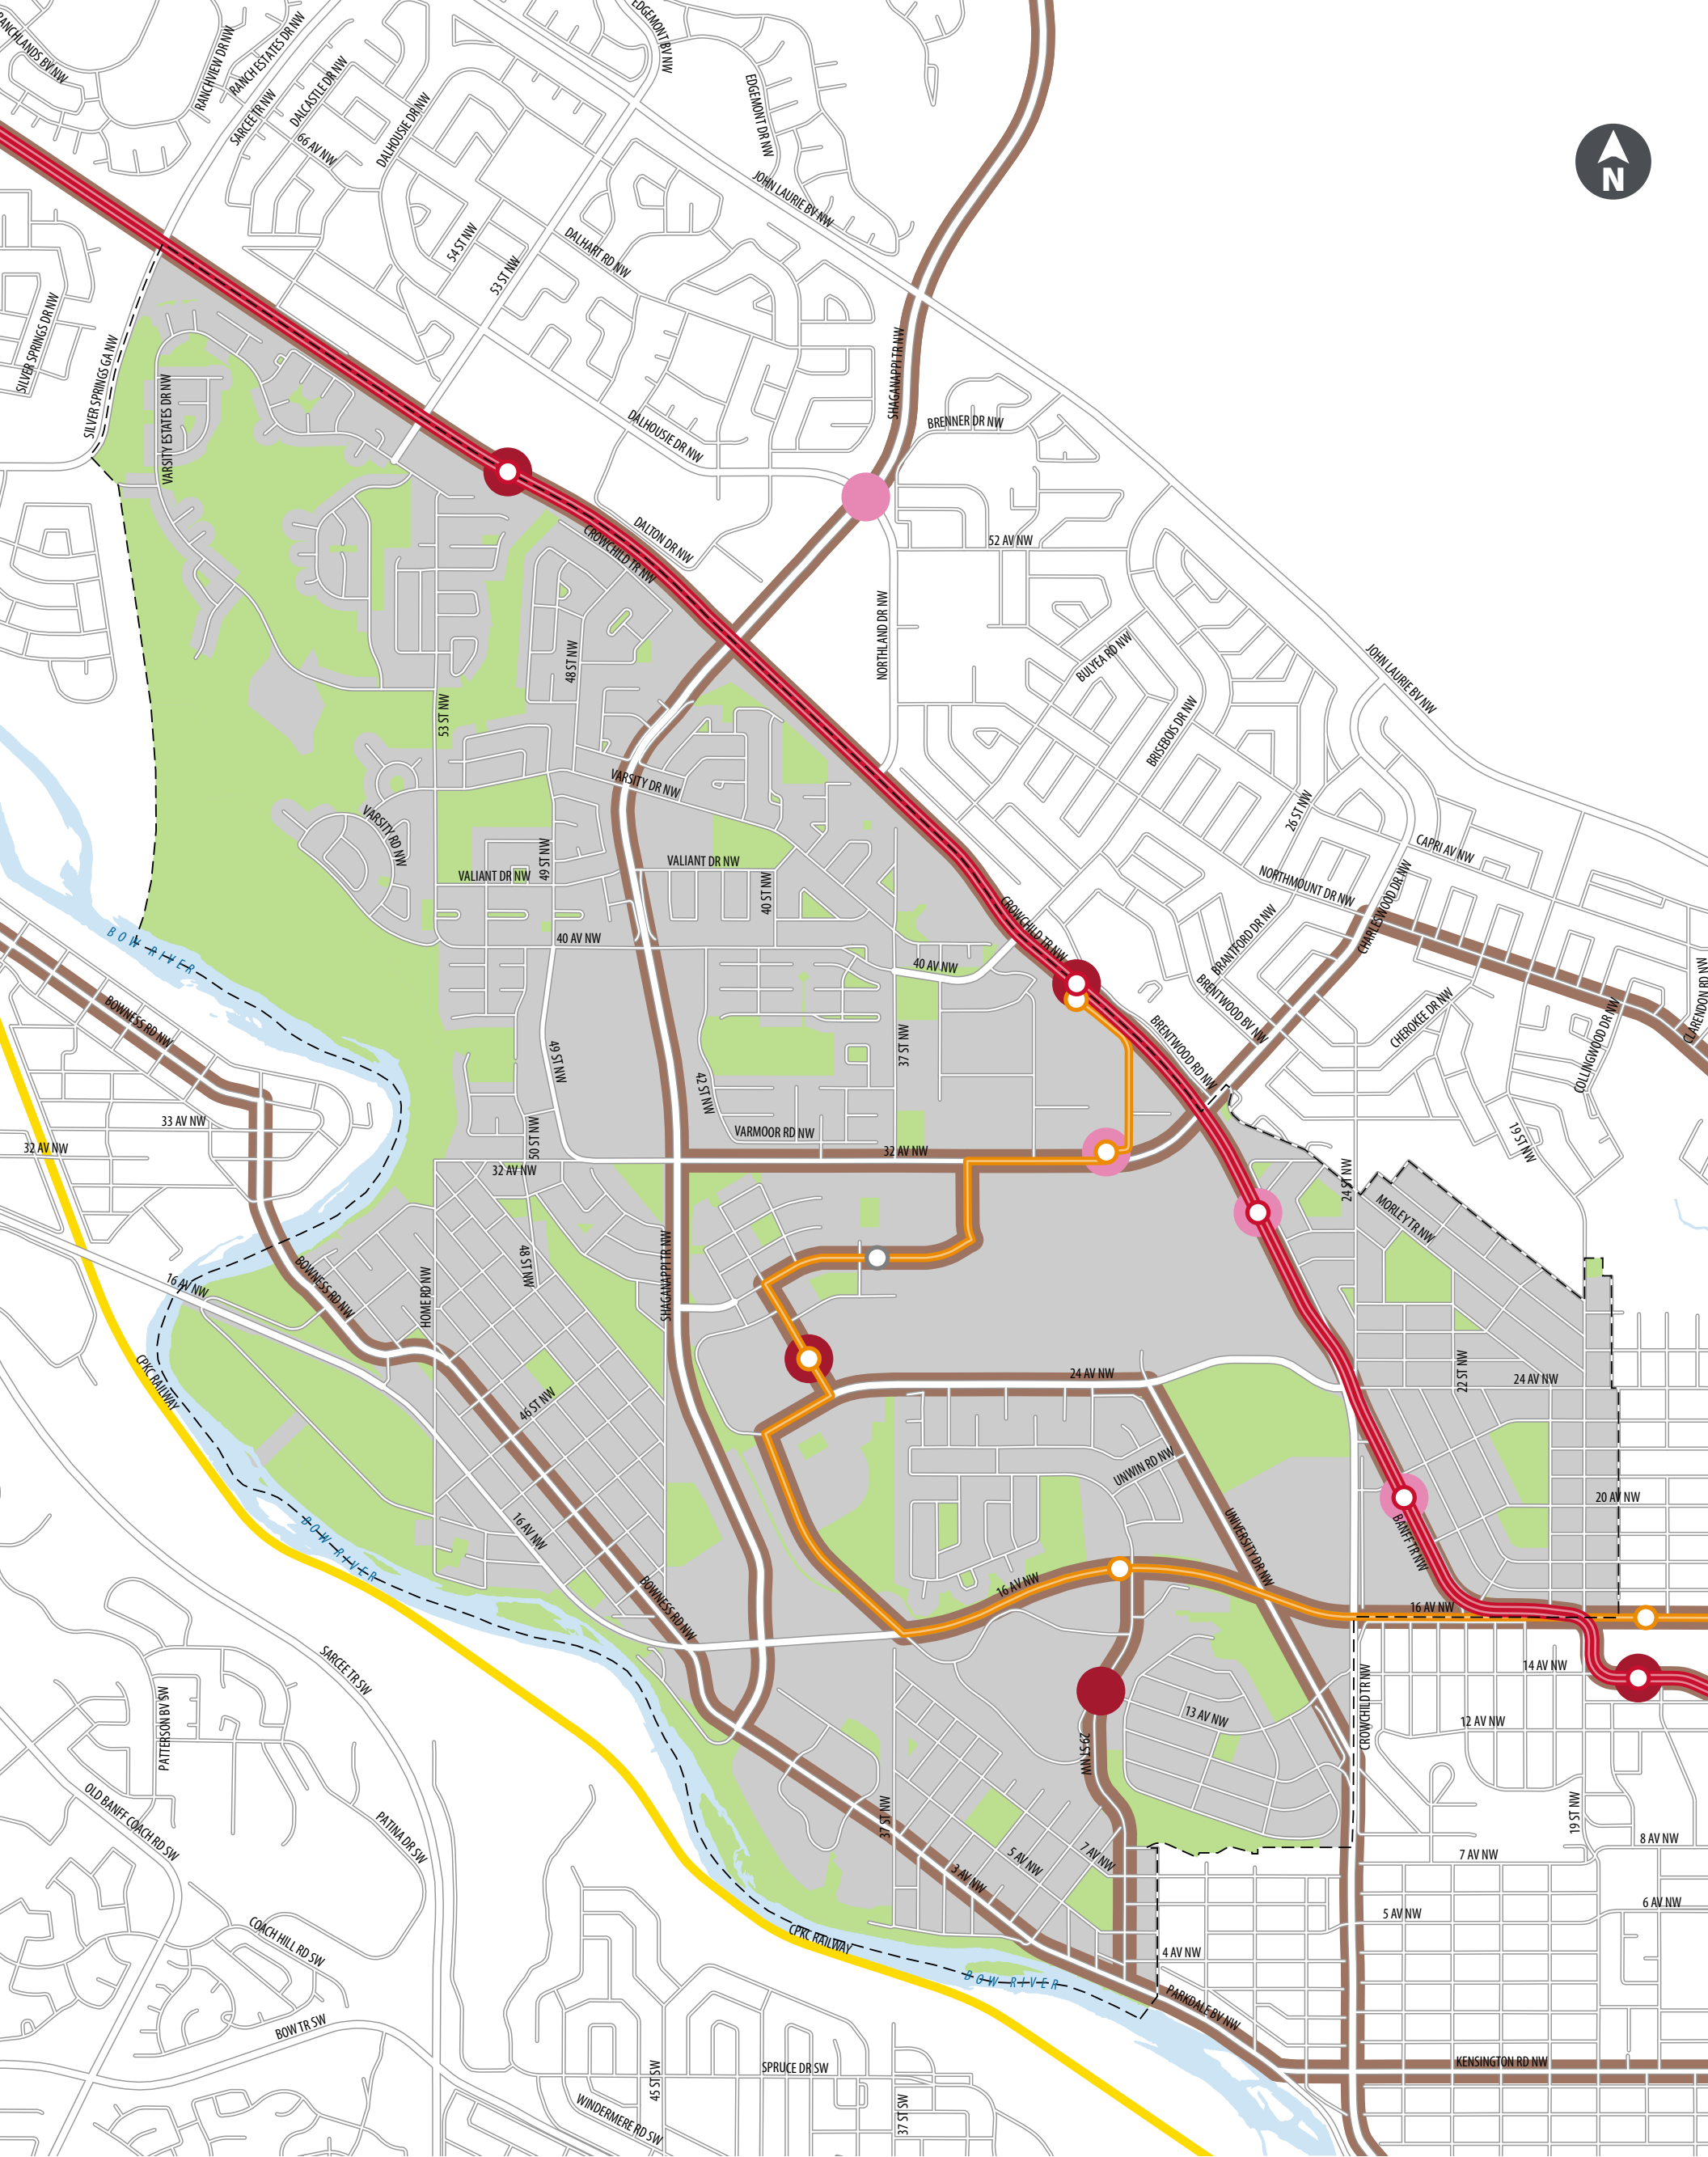 RANCHLANDS BV NW
RANCHVIEW DR NW
RANCH ESTATES DR NW
SARCEE TR NW
DALCASTLE DR NW
66 AV NW
DALHOUSIE DR NW
EDGEMONT BV NW
EDGEMONT DR NW
JOHN LAURIE BV NW
N
54 ST NW
53 ST NW
DALHART RD NW
SILVER SPRINGS DR NW
SILVER SPRINGS GA NW
VARSITY ESTATES DR NW
SHAGANAPPI TR NW
BRENNER DR NW
DALHOUSIE DR NW
DALTON DR NW
CROWCHILD TR NW
52 AV NW
NORTHLAND DR NW
48 ST NW
BULYEA RD NW
JOHN LAURIE BV NW
53 ST NW
BRISEBOIS DR NW
VARSITY DR NW
VARSITY RD NW
26 ST NW
CAPRI AV NW
49 ST NW
VALIANT DR NW
VALIANT DR NW
40 ST NW
NORTHMOUNT DR NW
CHARLESWOOD DR NW
CROWCHILD TR NW
BRANTFORD DR NW
40 AV NW
40 AV NW
BRENTWOOD BV NW
BOW RIVER
BOWNESS RD NW
CLARENDON RD NW
COLLINGWOOD DR NW
CHEROKEE DR NW
BRENTWOOD RD NW
49 ST NW
37 ST NW
42 ST NW
33 AV NW
32 AV NW
50 ST NW
VARMOOR RD NW
32 AV NW
32 AV NW
19 ST NW
24 ST NW
MORLEY TR NW
BOWNESS RD NW
16 AV NW
48 ST NW
HOME RD NW
SHAGANAPPI TR NW
CPKC RAILWAY
46 ST NW
24 AV NW
22 ST NW
24 AV NW
UNWIN RD NW
20 AV NW
BOW RIVER
16 AV NW
UNIVERSITY DR NW
BANFF TR NW
BOWNESS RD NW
16 AV NW
16 AV NW
SARCEE TR SW
14 AV NW
CROWCHILD TR NW
PATTERSON BV SW
13 AV NW
12 AV NW
29 ST NW
OLD BANFF COACH RD SW
PATINA DR SW
37 ST NW
19 ST NW
8 AV NW
7 AV NW
5 AV NW
7 AV NW
3 AV NW
6 AV NW
5 AV NW
COACH HILL RD SW
CPKC RAILWAY
4 AV NW
BOW RIVER
PARKDALE BV NW
BOW TR SW
KENSINGTON RD NW
45 ST SW
SPRUCE DR SW
WINDERMERE RD SW
37 ST SW